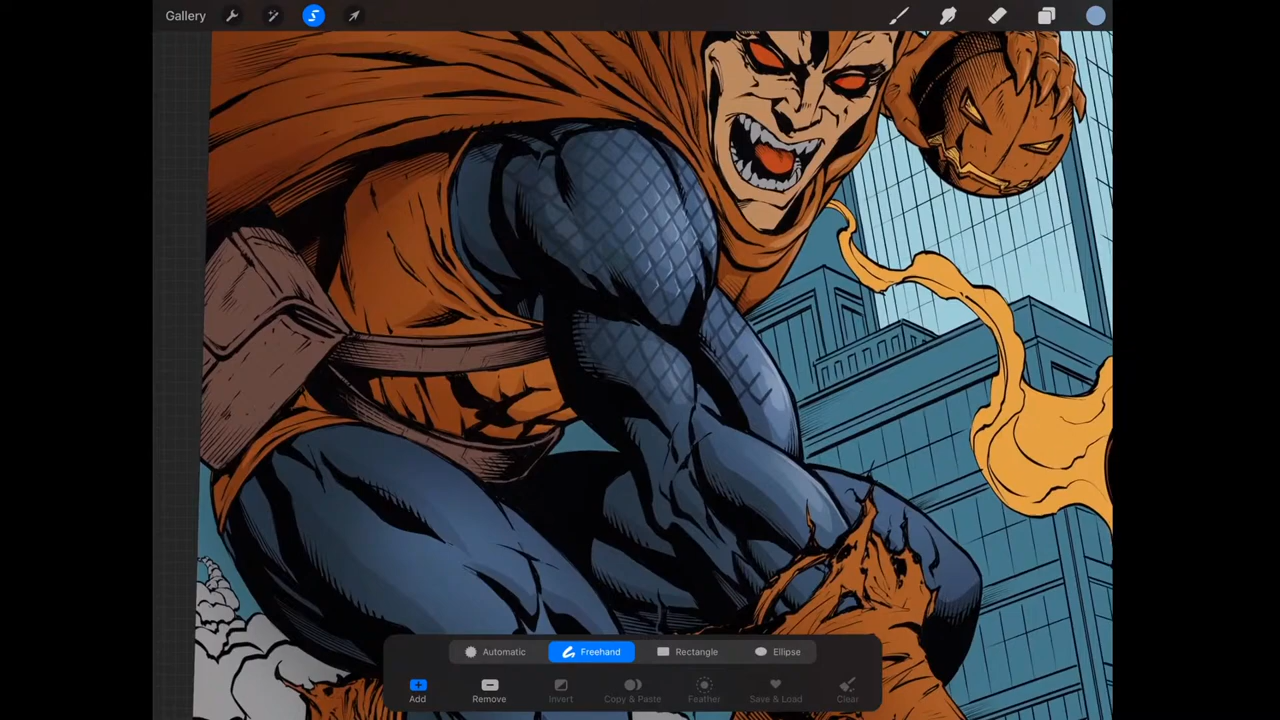 Gallery
Automatic Freehand Rectangle Ellipse
Add Remove Invert Copy & Paste Feather Save & Load Clear